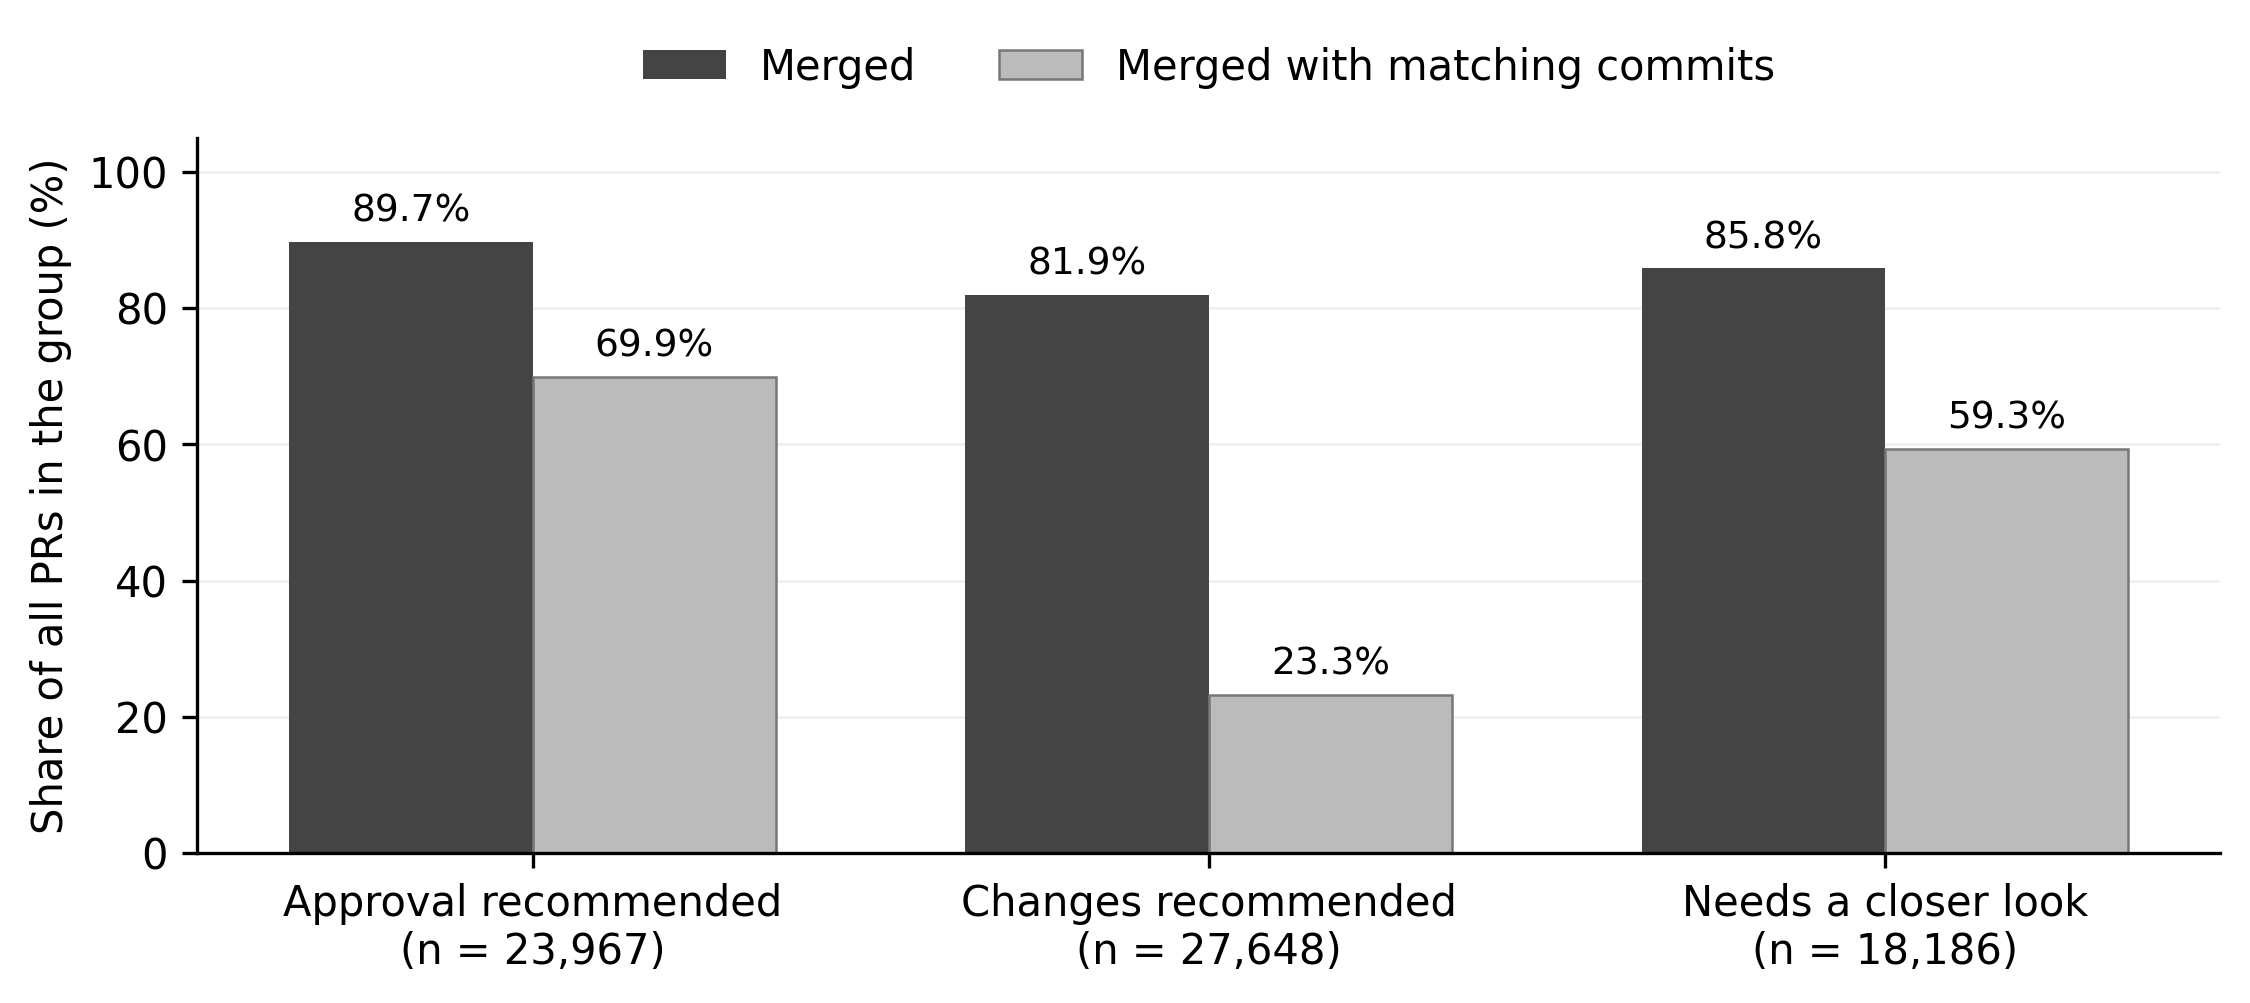 Merged
Merged with matching commits
Share of all PRs in the group (%)
100
80
60
40
20
0
89.7%
69.9%
81.9%
23.3%
85.8%
59.3%
Approval recommended
(n = 23,967)
Changes recommended
(n = 27,648)
Needs a closer look
(n = 18,186)